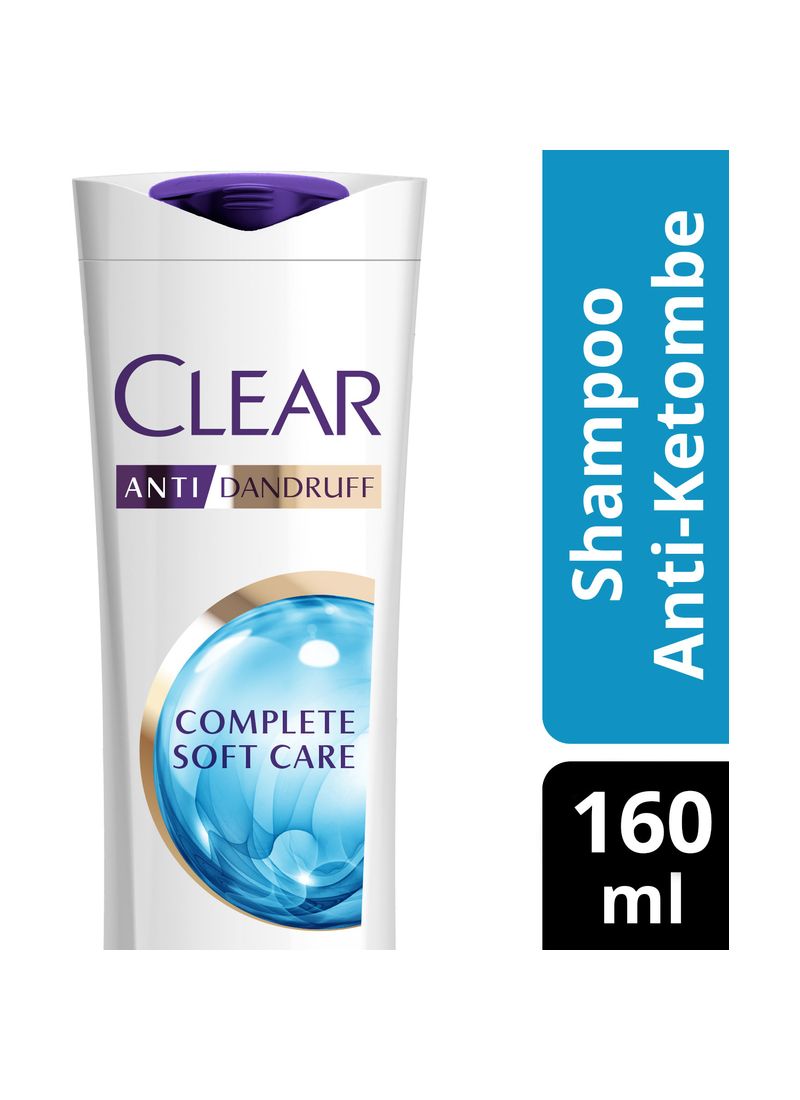 CLEAR
ANTI DANDRUFF
COMPLETE
SOFT CARE
Shampoo
Anti-Ketombe
160
ml